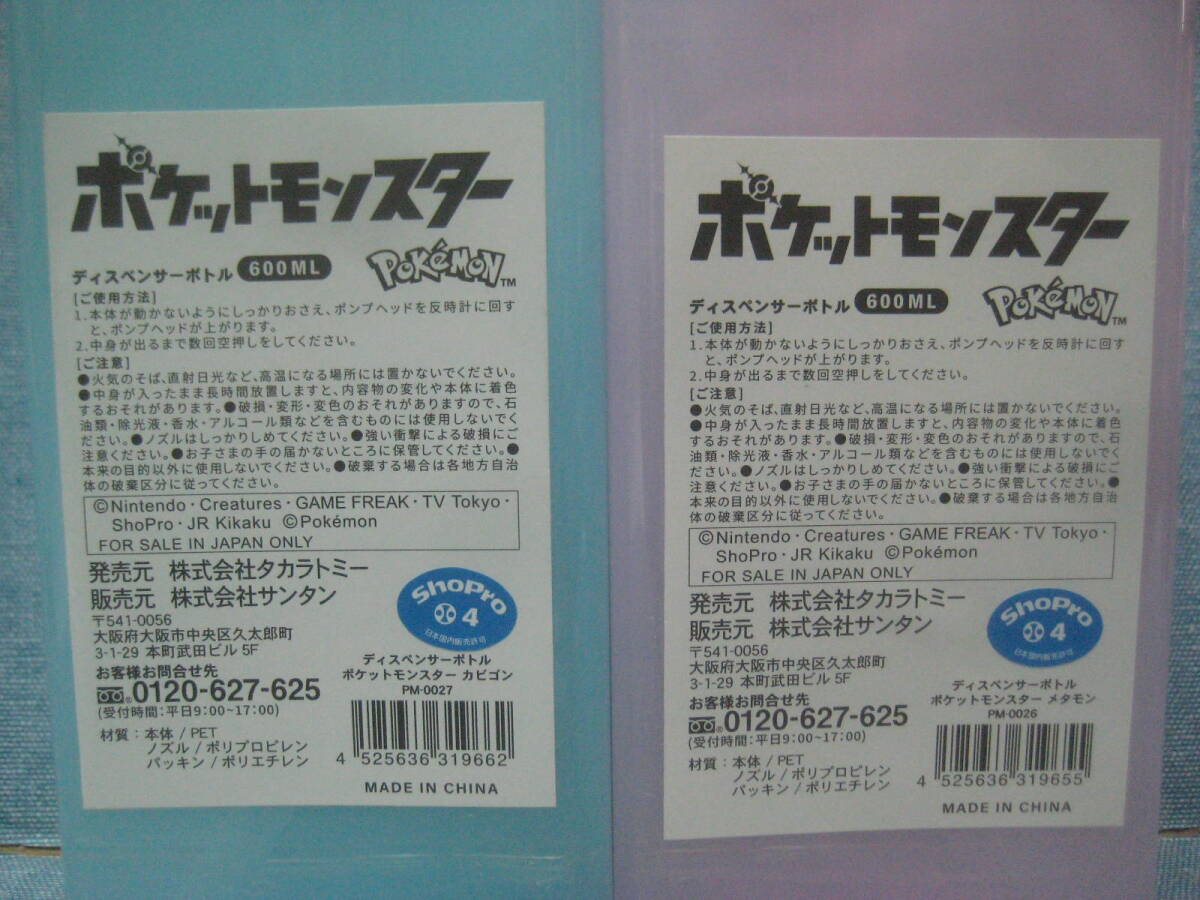 ポケットモンスター
ディスペンサーボトル 600ML POKéMON™
[ご使用方法]
1.本体が動かないようにしっかりおさえ、ポンプヘッドを反時計に回す
と、ポンプヘッドが上がります。
2.中身が出るまで数回空押しをしてください。
[ご注意]
●火気のそば、直射日光など、高温になる場所には置かないでください。
●中身が入ったまま長時間放置しますと、内容物の変化や本体に着色
するおそれがあります。●破損・変形・変色のおそれがありますので、石
油類・除光液・香水・アルコール類などを含むものには使用しないでく
ださい。●ノズルはしっかりしめてください。●強い衝撃による破損にご
注意ください。●お子さまの手の届かないところに保管してください。●
本来の目的以外に使用しないでください。●破棄する場合は各地方自治
体の破棄区分に従ってください。
©Nintendo・Creatures・GAME FREAK・TV Tokyo・
ShoPro・JR Kikaku ©Pokémon
FOR SALE IN JAPAN ONLY
発売元 株式会社タカラトミー
販売元 株式会社サンタン
〒541-0056
大阪府大阪市中央区久太郎町
3-1-29 本町武田ビル 5F
お客様お問合せ先
0120-627-625
(受付時間:平日9:00~17:00)
材質:本体/PET
ノズル/ポリプロピレン
パッキン/ポリエチレン
ShoPro
4
日本国内販売許可
ディスペンサーボトル
ポケットモンスター カビゴン
PM-0027
4 525636 319662
MADE IN CHINA
ポケットモンスター
ディスペンサーボトル 600ML POKéMON™
[ご使用方法]
1.本体が動かないようにしっかりおさえ、ポンプヘッドを反時計に回す
と、ポンプヘッドが上がります。
2.中身が出るまで数回空押しをしてください。
[ご注意]
●火気のそば、直射日光など、高温になる場所には置かないでください。
●中身が入ったまま長時間放置しますと、内容物の変化や本体に着色
するおそれがあります。●破損・変形・変色のおそれがありますので、石
油類・除光液・香水・アルコール類などを含むものには使用しないでく
ださい。●ノズルはしっかりしめてください。●強い衝撃による破損にご
注意ください。●お子さまの手の届かないところに保管してください。●
本来の目的以外に使用しないでください。●破棄する場合は各地方自治
体の破棄区分に従ってください。
©Nintendo・Creatures・GAME FREAK・TV Tokyo・
ShoPro・JR Kikaku ©Pokémon
FOR SALE IN JAPAN ONLY
発売元 株式会社タカラトミー
販売元 株式会社サンタン
〒541-0056
大阪府大阪市中央区久太郎町
3-1-29 本町武田ビル 5F
お客様お問合せ先
0120-627-625
(受付時間:平日9:00~17:00)
材質:本体/PET
ノズル/ポリプロピレン
パッキン/ポリエチレン
ShoPro
4
日本国内販売許可
ディスペンサーボトル
ポケットモンスター メタモン
PM-0026
4 525636 319655
MADE IN CHINA